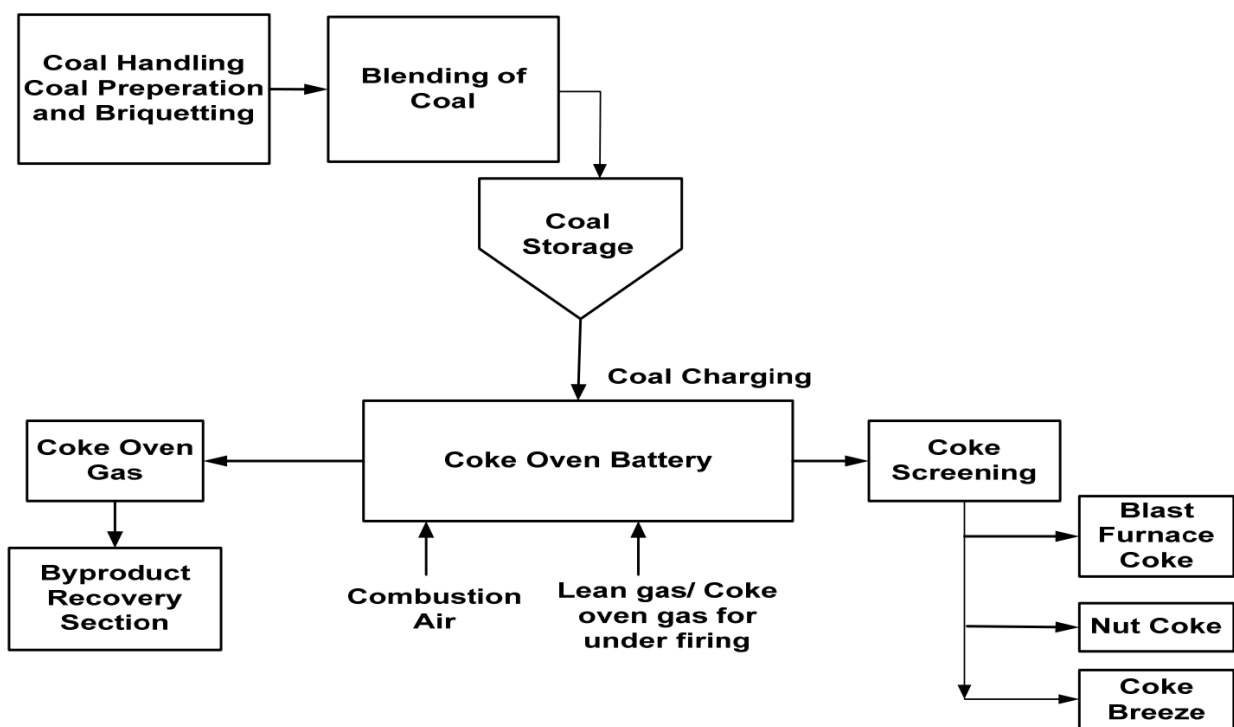 Coal Handling
Coal Preperation
and Briquetting
Blending of
Coal
Coal
Storage
Coal Charging
Coke Oven
Gas
Coke Oven Battery
Coke
Screening
Byproduct
Recovery
Section
Combustion
Air
Lean gas/ Coke
oven gas for
under firing
Blast
Furnace
Coke
Nut Coke
Coke
Breeze